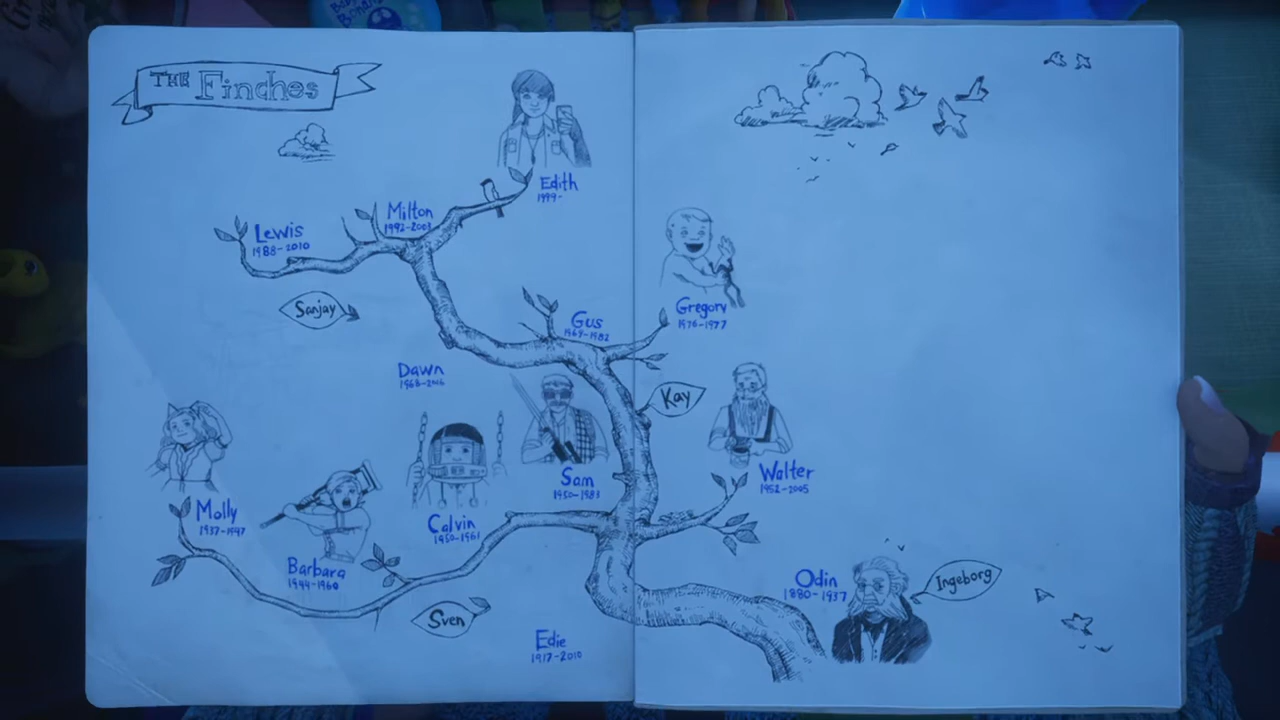 THE Finches
Edith
1999-
Milton
1992-2003
Lewis
1988-2010
Sanjay
Gregory
1976-1977
Gus
1969-1982
Dawn
1968-2016
Kay
Walter
1952-2005
Sam
1950-1983
Calvin
1950-1961
Molly
1937-1947
Barbara
1944-1960
Sven
Edie
1917-2010
Odin
1880-1937
Ingeborg